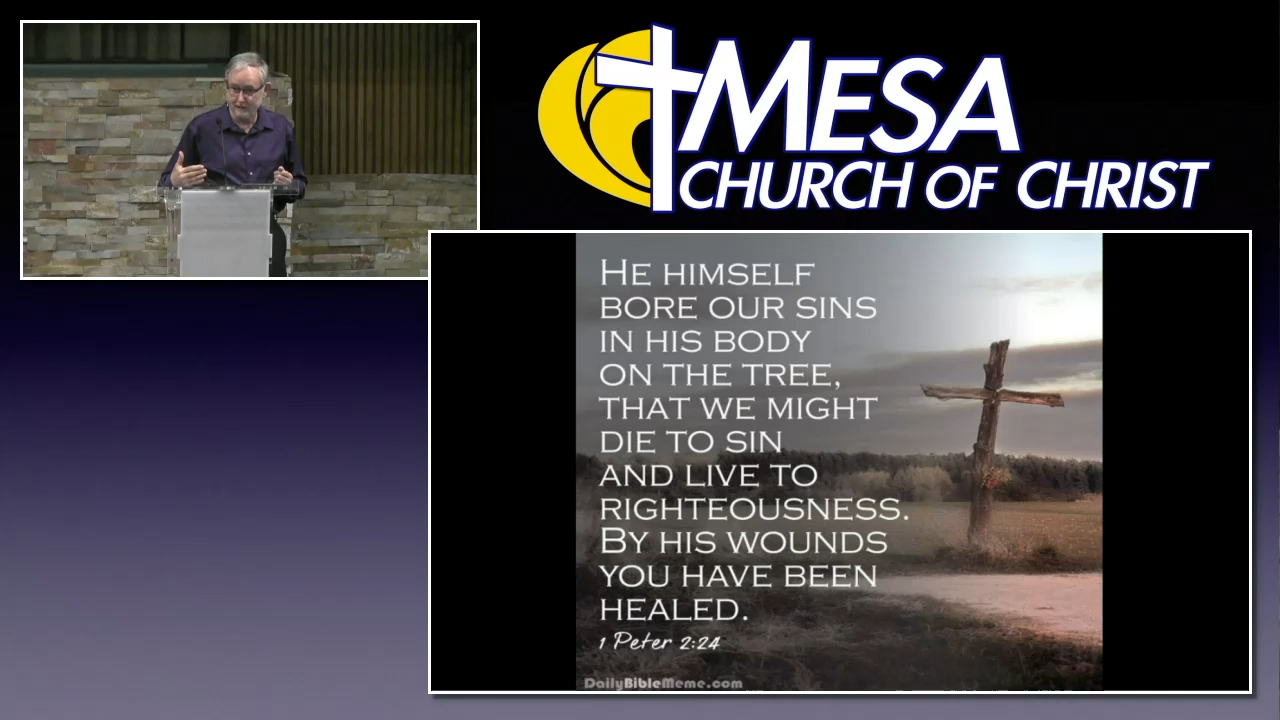 MESA
CHURCH OF CHRIST
HE HIMSELF
BORE OUR SINS
IN HIS BODY
ON THE TREE,
THAT WE MIGHT
DIE TO SIN
AND LIVE TO
RIGHTEOUSNESS.
BY HIS WOUNDS
YOU HAVE BEEN
HEALED.
1 Peter 2:24
DailyBibleMeme.com